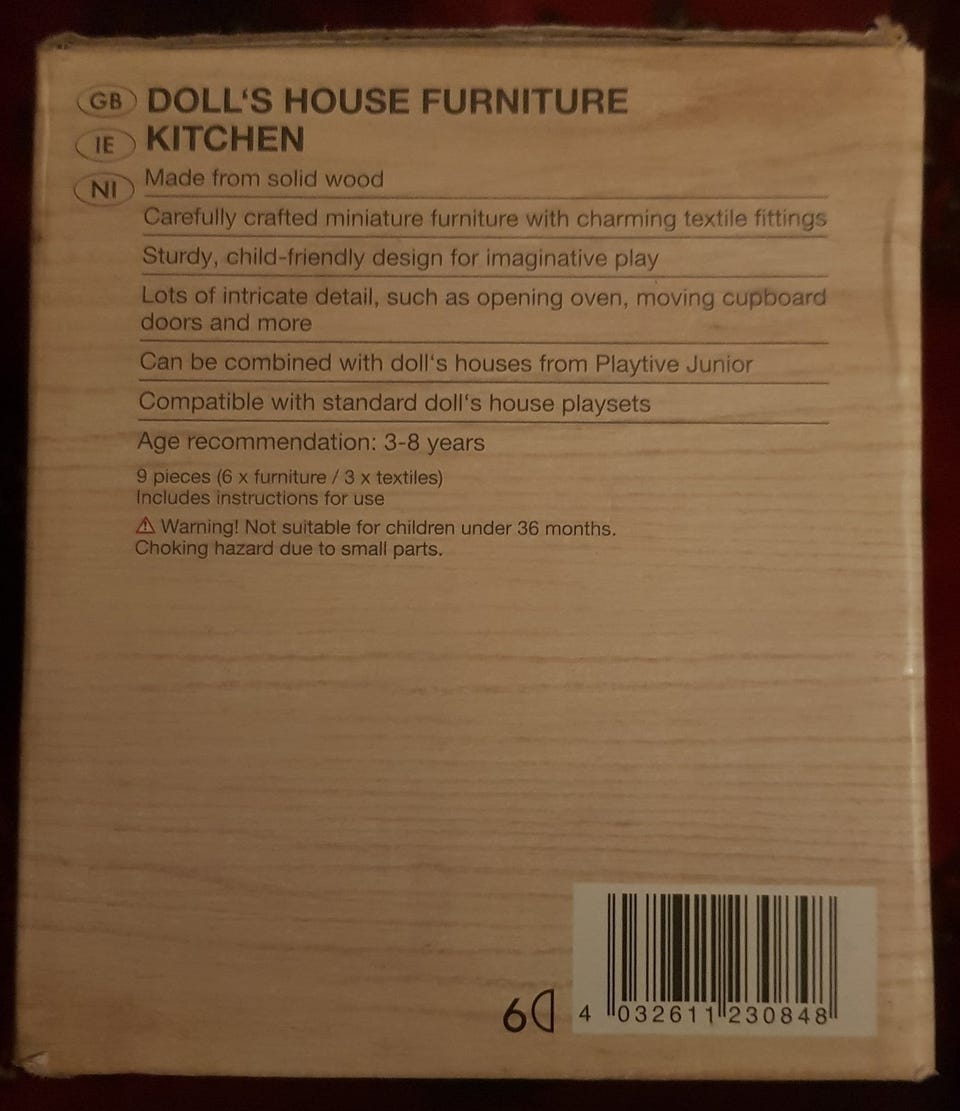 GB DOLL‘S HOUSE FURNITURE
IE KITCHEN
NI Made from solid wood
Carefully crafted miniature furniture with charming textile fittings
Sturdy, child-friendly design for imaginative play
Lots of intricate detail, such as opening oven, moving cupboard
doors and more
Can be combined with doll‘s houses from Playtive Junior
Compatible with standard doll‘s house playsets
Age recommendation: 3-8 years
9 pieces (6 x furniture / 3 x textiles)
Includes instructions for use
⚠ Warning! Not suitable for children under 36 months.
Choking hazard due to small parts.
6D
4 032611 230848